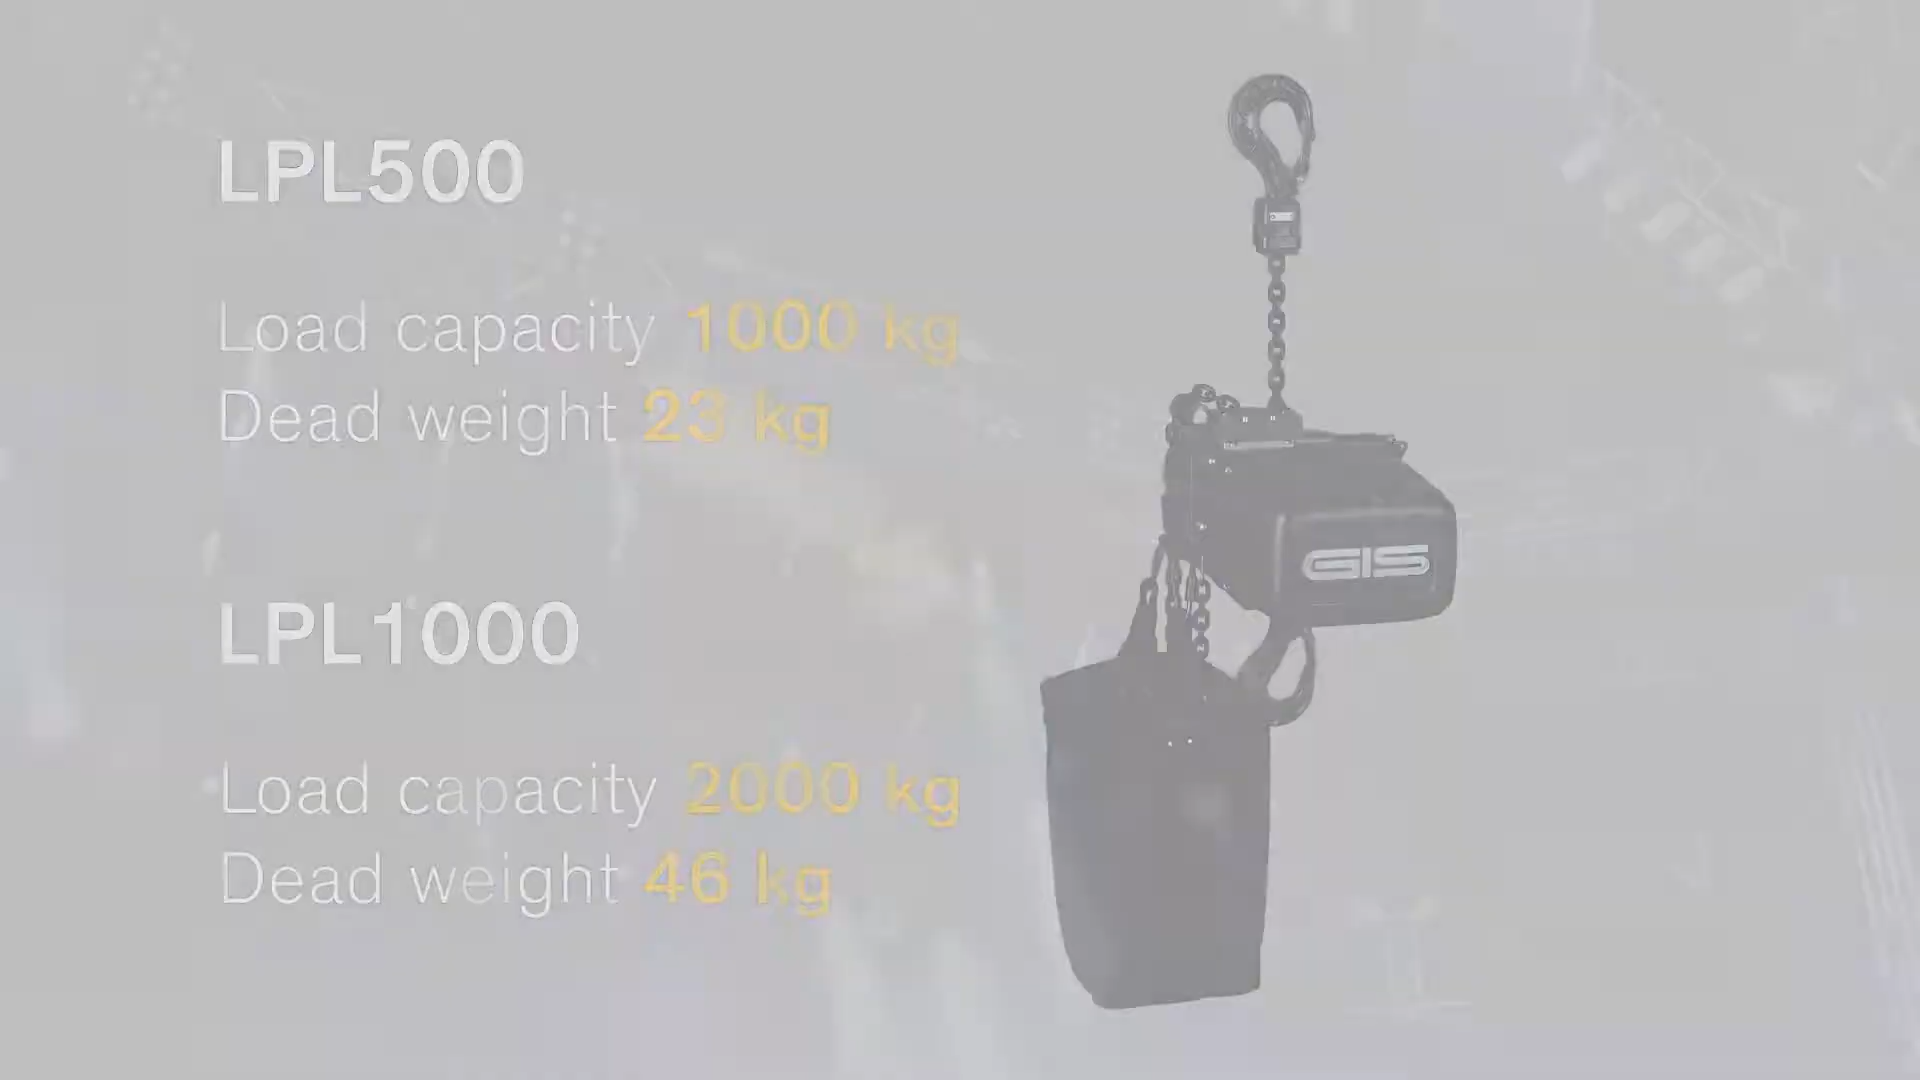 LPL500
Load capacity 1000 kg
Dead weight 23 kg
LPL1000
Load capacity 2000 kg
Dead weight 46 kg
GIS